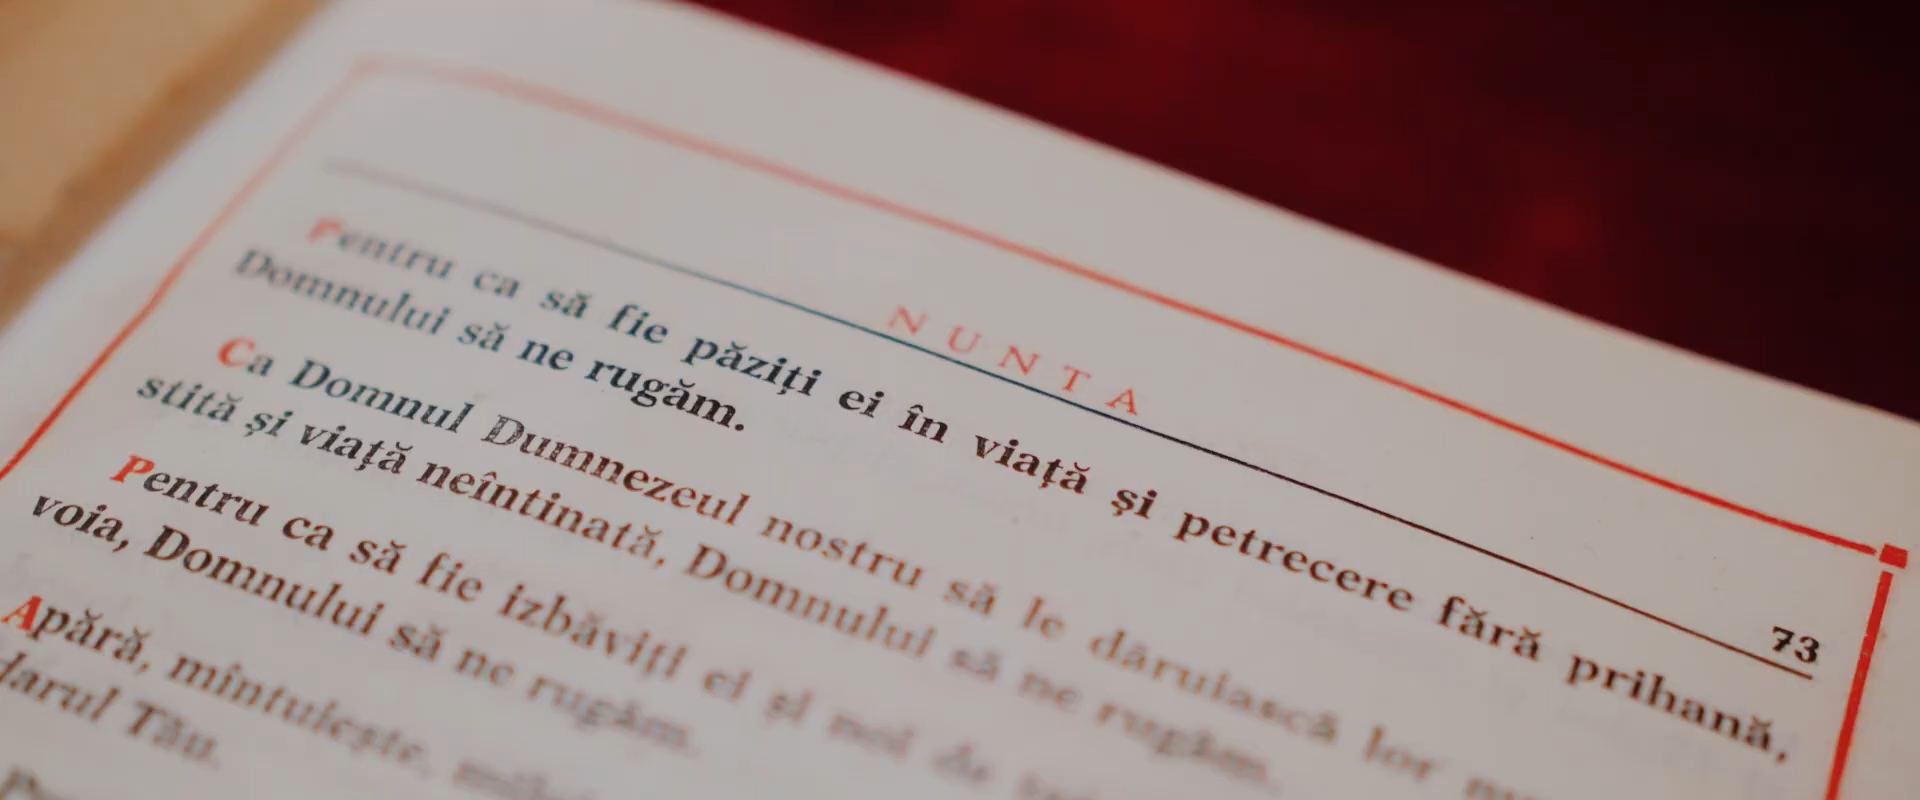 NUNTA
73
Pentru ca să fie păziți ei în viață și petrecere fără prihană,
Domnului să ne rugăm.
Ca Domnul Dumnezeul nostru să le dăruiască lor
stită și viață neîntinată, Domnului să ne rugăm.
Pentru ca să fie izbăviți ei și noi de
voia, Domnului să ne rugăm.
Apără, mîntuiește,
harul Tău.